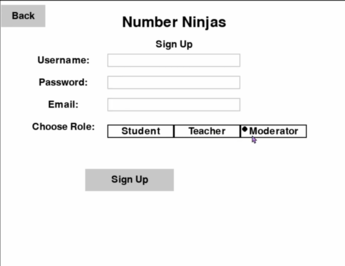 Back
Number Ninjas
Sign Up
Username:
Password:
Email:
Choose Role: Student Teacher Moderator
Sign Up